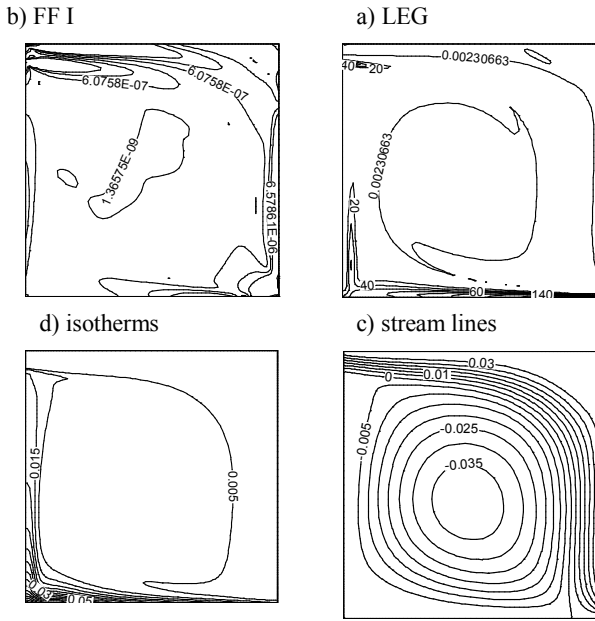 b) FF I
a) LEG
6.0758E-07
6.0758E-07
1.36575E-09
6.57861E-06
0.00230663
40
20
0.00230663
20
40
60
140
d) isotherms
c) stream lines
0.015
0.005
0.03
0.05
0.03
0
0.01
-0.005
-0.025
-0.035